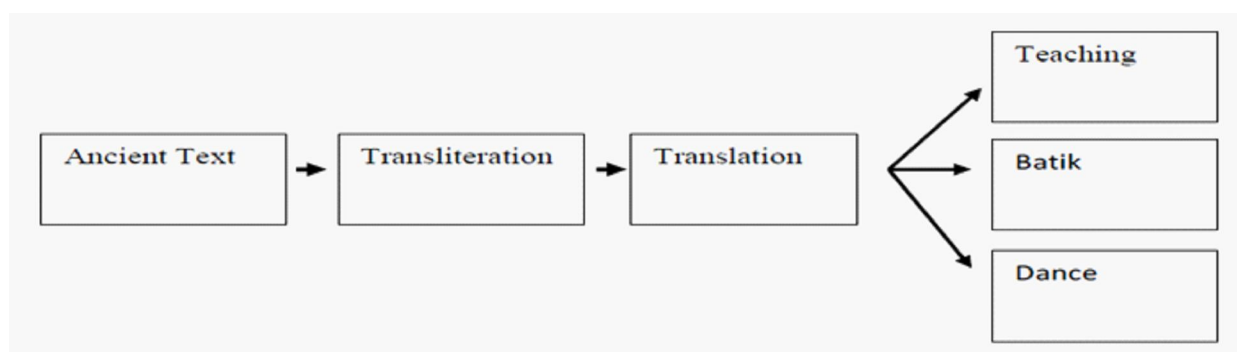 Ancient Text
Transliteration
Translation
Teaching
Batik
Dance